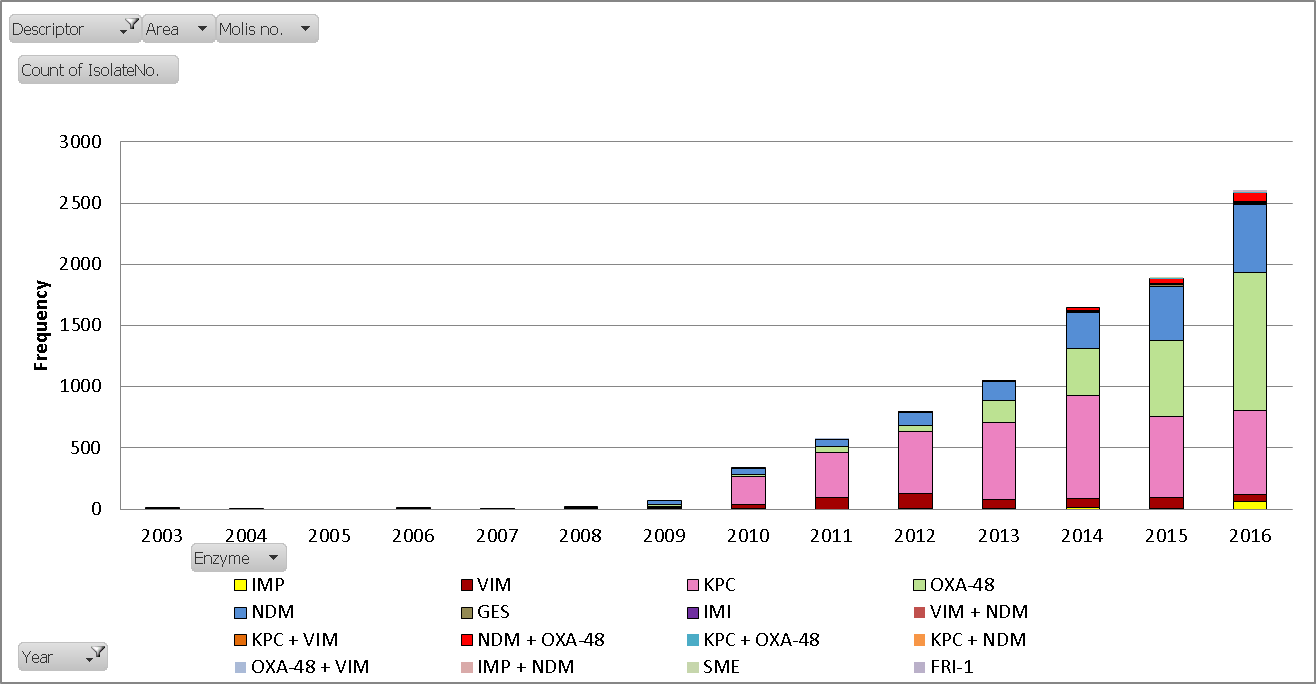 Descriptor Area Molis no.
Count of IsolateNo.
3000
2500
2000
1500
1000
500
0
Frequency
2003 2004 2005 2006 2007 2008 2009 2010 2011 2012 2013 2014 2015 2016
Enzyme
IMP VIM KPC OXA-48
NDM GES IMI VIM + NDM
KPC + VIM NDM + OXA-48 KPC + OXA-48 KPC + NDM
OXA-48 + VIM IMP + NDM SME FRI-1
Year